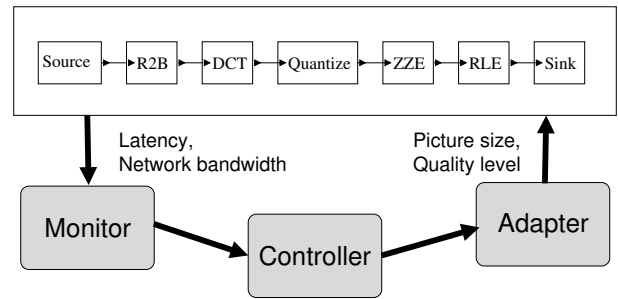 Source R2B DCT Quantize ZZE RLE Sink
Latency,
Network bandwidth
Picture size,
Quality level
Monitor
Controller
Adapter